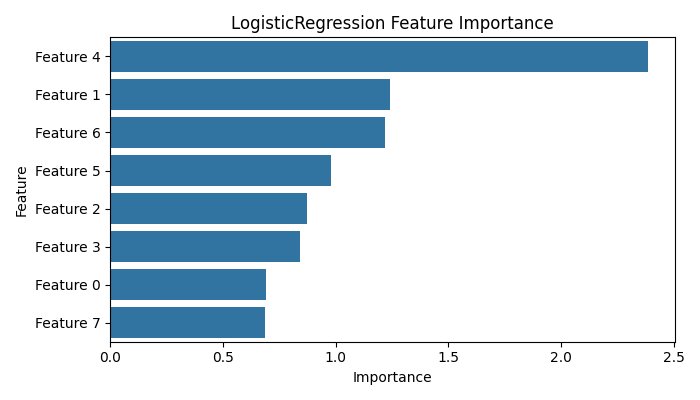 LogisticRegression Feature Importance
Feature 4
Feature 1
Feature 6
Feature 5
Feature 2
Feature 3
Feature 0
Feature 7
Feature
0.0 0.5 1.0 1.5 2.0 2.5
Importance